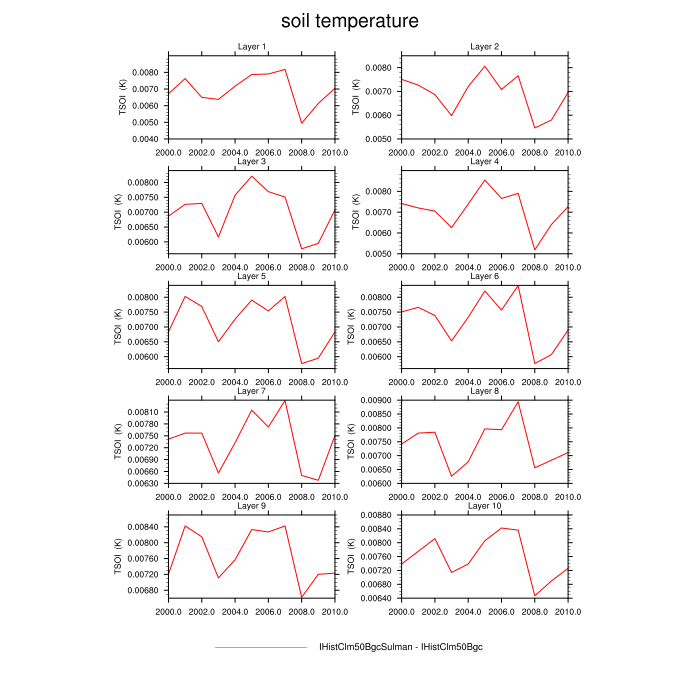 soil temperature
Layer 1
TSOI (K)
0.0080
0.0070
0.0060
0.0050
0.0040
2000.0 2002.0 2004.0 2006.0 2008.0 2010.0
Layer 2
TSOI (K)
0.0080
0.0070
0.0060
0.0050
2000.0 2002.0 2004.0 2006.0 2008.0 2010.0
Layer 3
TSOI (K)
0.00800
0.00750
0.00700
0.00650
0.00600
2000.0 2002.0 2004.0 2006.0 2008.0 2010.0
Layer 4
TSOI (K)
0.0080
0.0070
0.0060
0.0050
2000.0 2002.0 2004.0 2006.0 2008.0 2010.0
Layer 5
TSOI (K)
0.00800
0.00750
0.00700
0.00650
0.00600
2000.0 2002.0 2004.0 2006.0 2008.0 2010.0
Layer 6
TSOI (K)
0.00800
0.00750
0.00700
0.00650
0.00600
2000.0 2002.0 2004.0 2006.0 2008.0 2010.0
Layer 7
TSOI (K)
0.00810
0.00780
0.00750
0.00720
0.00690
0.00660
0.00630
2000.0 2002.0 2004.0 2006.0 2008.0 2010.0
Layer 8
TSOI (K)
0.00900
0.00850
0.00800
0.00750
0.00700
0.00650
0.00600
2000.0 2002.0 2004.0 2006.0 2008.0 2010.0
Layer 9
TSOI (K)
0.00840
0.00800
0.00760
0.00720
0.00680
2000.0 2002.0 2004.0 2006.0 2008.0 2010.0
Layer 10
TSOI (K)
0.00880
0.00840
0.00800
0.00760
0.00720
0.00680
0.00640
2000.0 2002.0 2004.0 2006.0 2008.0 2010.0
IHistClm50BgcSulman - IHistClm50Bgc